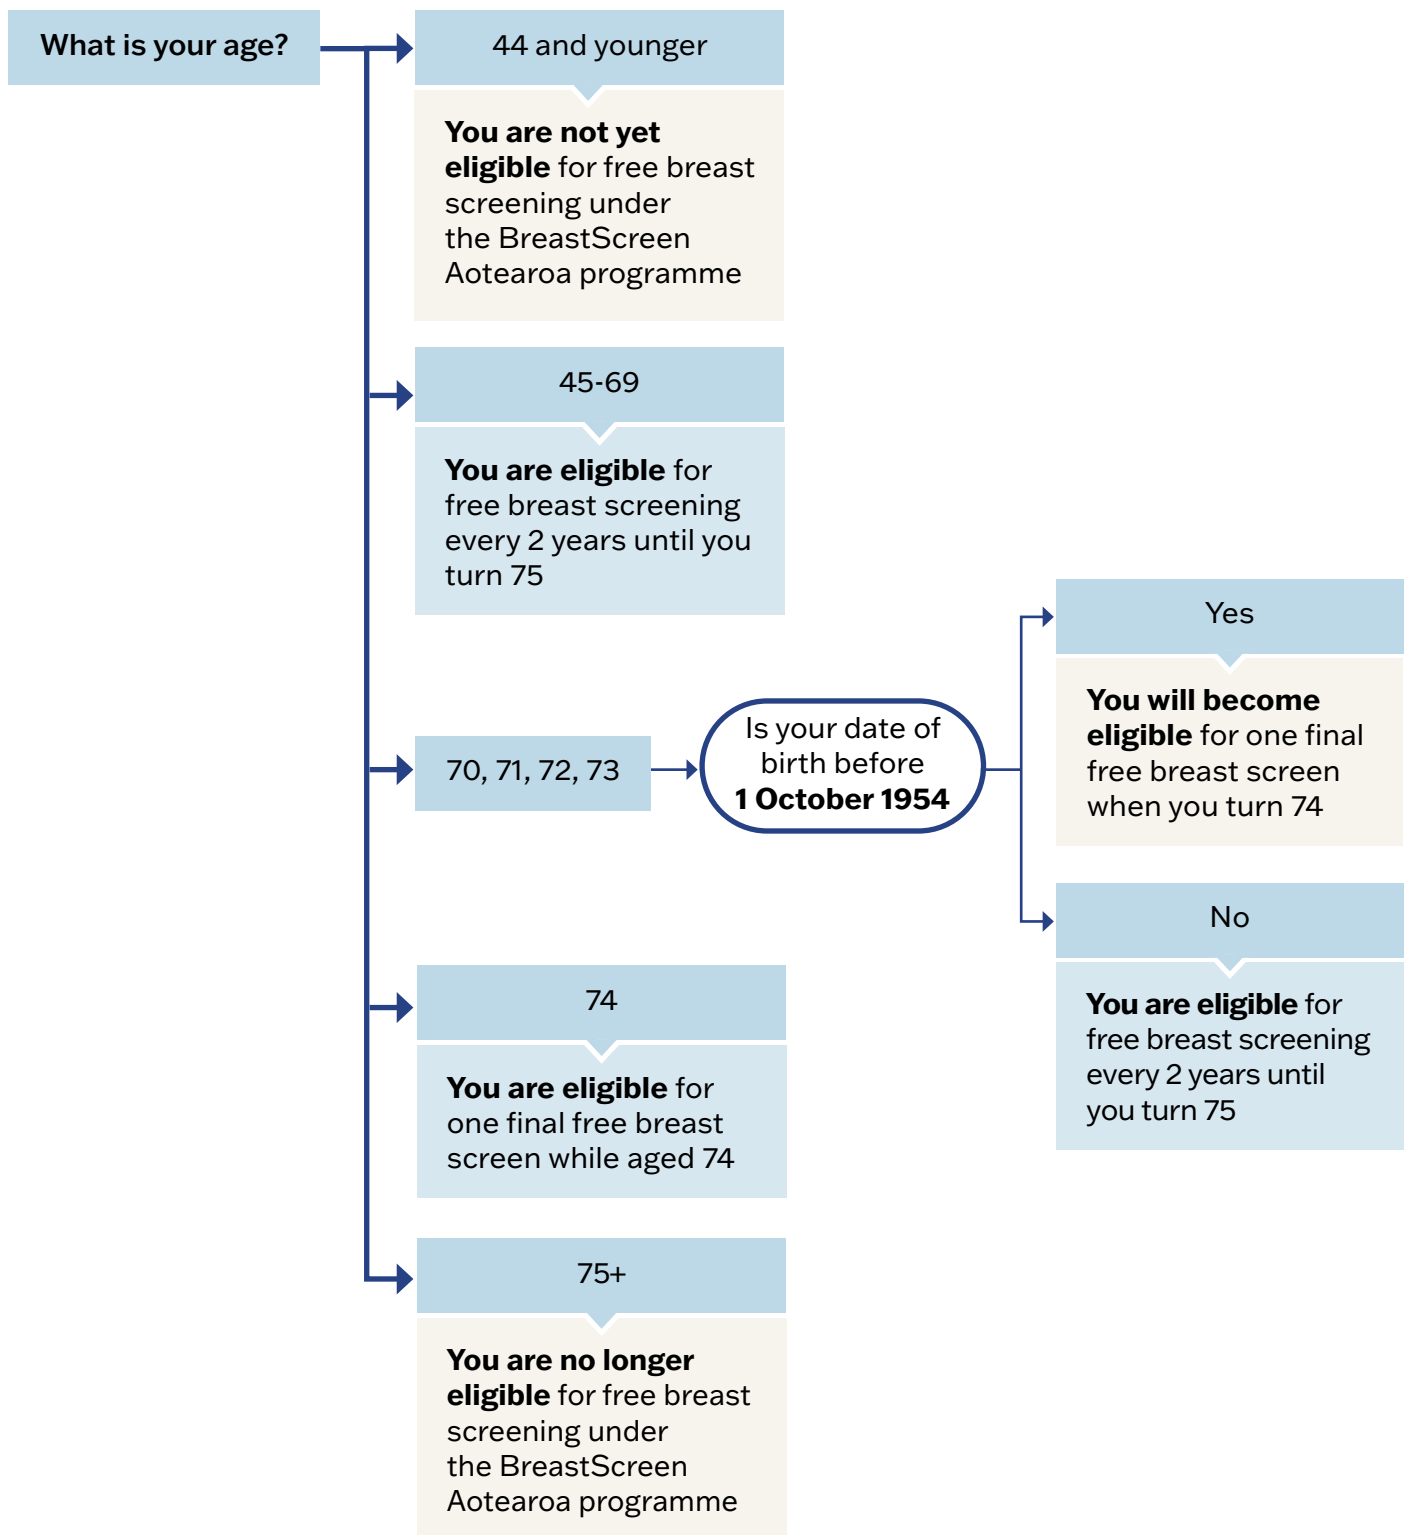 What is your age?
44 and younger
You are not yet
eligible for free breast
screening under
the BreastScreen
Aotearoa programme
45-69
You are eligible for
free breast screening
every 2 years until you
turn 75
70, 71, 72, 73
Is your date of
birth before
1 October 1954
Yes
You will become
eligible for one final
free breast screen
when you turn 74
No
You are eligible for
free breast screening
every 2 years until
you turn 75
74
You are eligible for
one final free breast
screen while aged 74
75+
You are no longer
eligible for free breast
screening under
the BreastScreen
Aotearoa programme